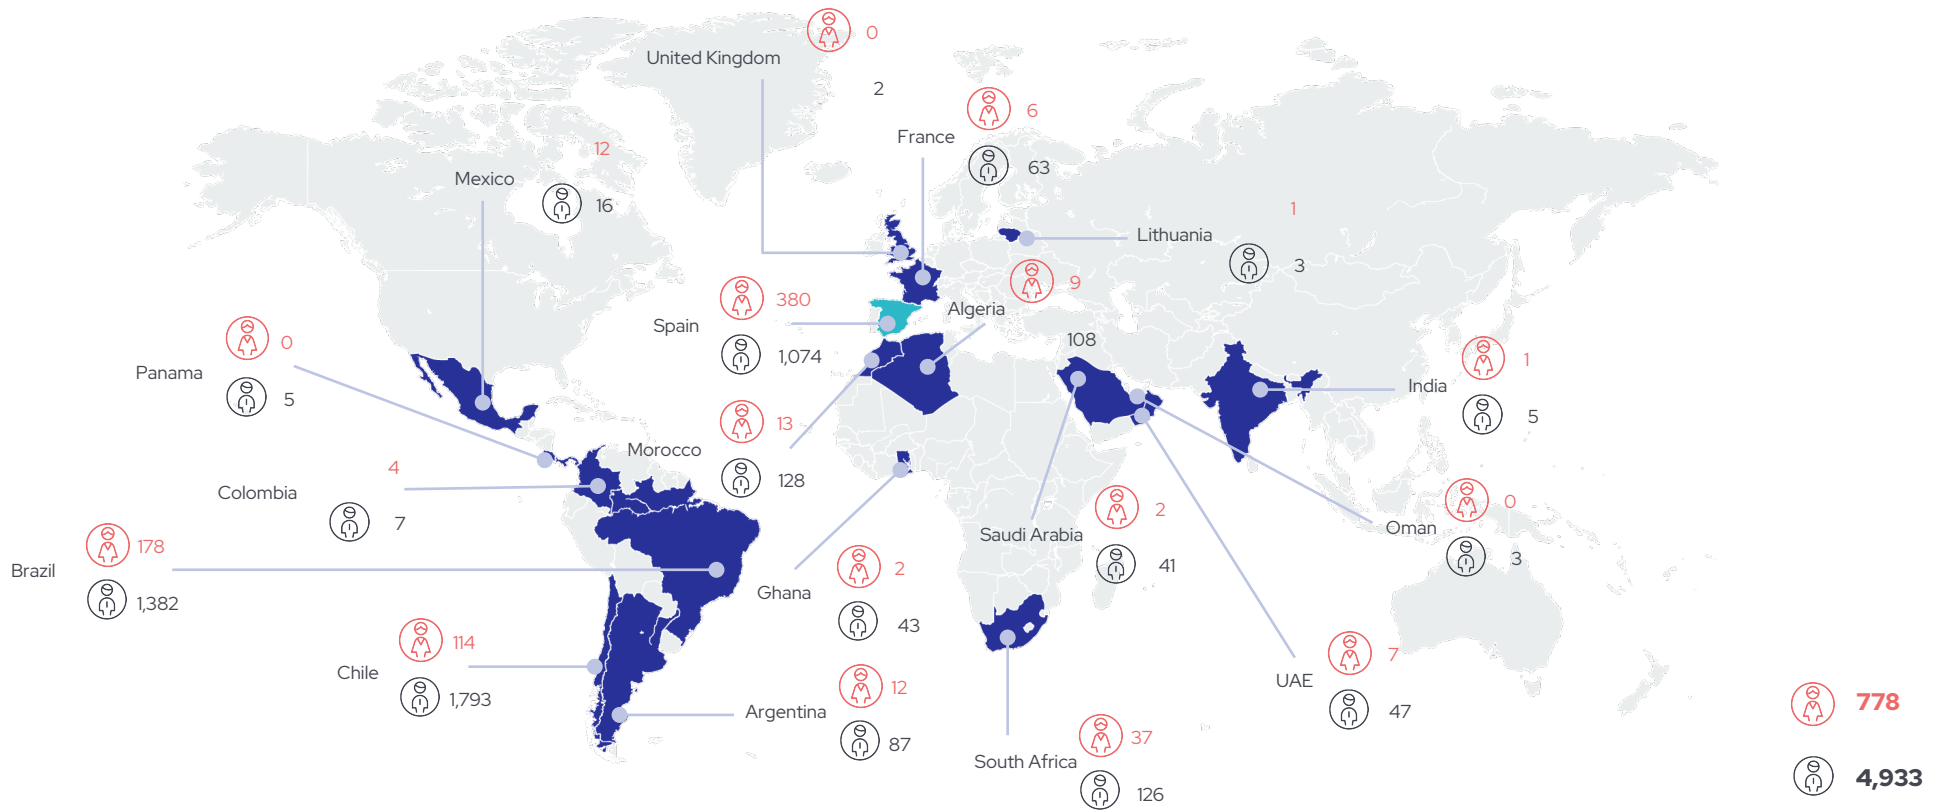 United Kingdom
0
2
France
6
63
Mexico
12
16
Lithuania
1
3
Spain
380
1,074
Algeria
9
108
Panama
0
5
India
1
5
Morocco
13
128
Colombia
4
7
Saudi Arabia
2
41
Oman
0
3
Brazil
178
1,382
Ghana
2
43
Chile
114
1,793
Argentina
12
87
UAE
7
47
South Africa
37
126
778
4,933